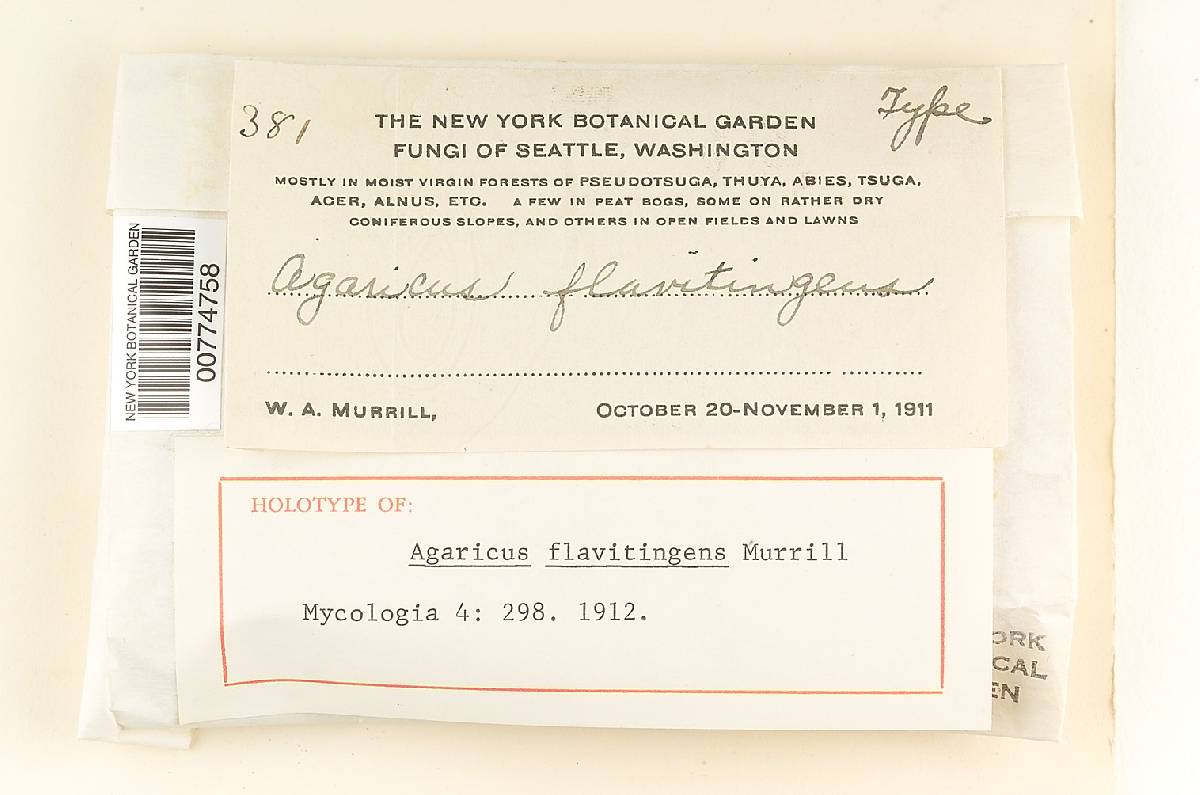 381
Type
THE NEW YORK BOTANICAL GARDEN
FUNGI OF SEATTLE, WASHINGTON
MOSTLY IN MOIST VIRGIN FORESTS OF PSEUDOTSUGA, THUYA, ABIES, TSUGA,
ACER, ALNUS, ETC. A FEW IN PEAT BOGS, SOME ON RATHER DRY
CONIFEROUS SLOPES, AND OTHERS IN OPEN FIELDS AND LAWNS
Agaricus flavitingens
W. A. MURRILL, OCTOBER 20-NOVEMBER 1, 1911
NEW YORK BOTANICAL GARDEN
00774758
HOLOTYPE OF:
Agaricus flavitingens Murrill
Mycologia 4: 298. 1912.
ORK
CAL
EN